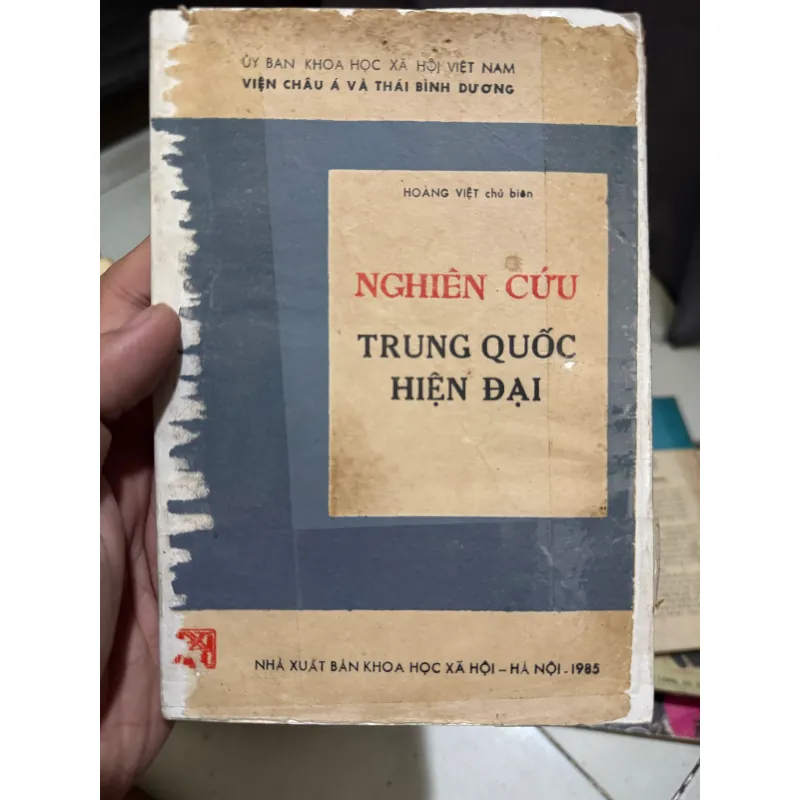 ỦY BAN KHOA HỌC XÃ HỘI VIỆT NAM
VIỆN CHÂU Á VÀ THÁI BÌNH DƯƠNG
HOÀNG VIỆT chủ biên
NGHIÊN CỨU
TRUNG QUỐC
HIỆN ĐẠI
NHÀ XUẤT BẢN KHOA HỌC XÃ HỘI – HÀ NỘI - 1985